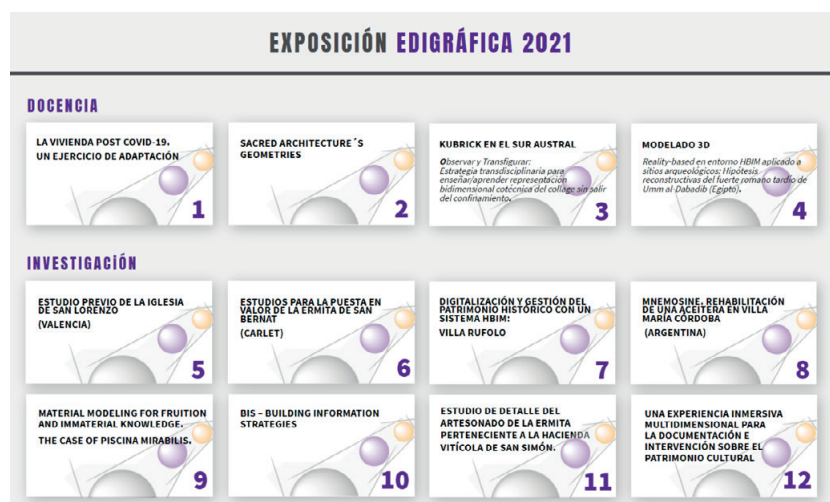 EXPOSICIÓN EDIGRÁFICA 2021
DOCENCIA
LA VIVIENDA POST COVID-19.
UN EJERCICIO DE ADAPTACIÓN
1
SACRED ARCHITECTURE´S
GEOMETRIES
2
KUBRICK EN EL SUR AUSTRAL
Observar y Transfigurar:
Estrategia transdisciplinaria para
enseñar/aprender representación
bidimensional cotécnica del collage sin salir
del confinamiento.
3
MODELADO 3D
Reality-based en entorno HBIM aplicado a
sitios arqueológicos: Hipótesis
reconstructivas del fuerte romano tardío de
Umm al-Dabadib (Egipto).
4
INVESTIGACIÓN
ESTUDIO PREVIO DE LA IGLESIA
DE SAN LORENZO
(VALENCIA)
5
ESTUDIOS PARA LA PUESTA EN
VALOR DE LA ERMITA DE SAN
BERNAT
(CARLET)
6
DIGITALIZACIÓN Y GESTIÓN DEL
PATRIMONIO HISTÓRICO CON UN
SISTEMA HBIM:
VILLA RUFOLO
7
MNEMOSINE. REHABILITACIÓN
DE UNA ACEITERA EN VILLA
MARÍA CÓRDOBA
(ARGENTINA)
8
MATERIAL MODELING FOR FRUITION
AND IMMATERIAL KNOWLEDGE.
THE CASE OF PISCINA MIRABILIS.
9
BIS – BUILDING INFORMATION
STRATEGIES
10
ESTUDIO DE DETALLE DEL
ARTESONADO DE LA ERMITA
PERTENECIENTE A LA HACIENDA
VITÍCOLA DE SAN SIMÓN.
11
UNA EXPERIENCIA INMERSIVA
MULTIDIMENSIONAL PARA
LA DOCUMENTACIÓN E
INTERVENCIÓN SOBRE EL
PATRIMONIO CULTURAL
12